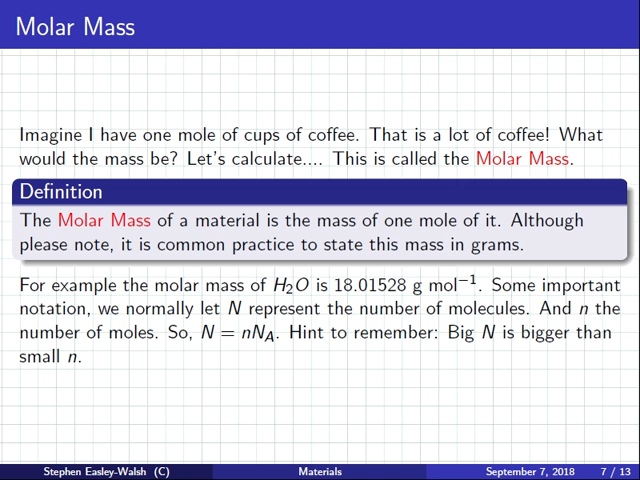 Molar Mass
Imagine I have one mole of cups of coffee. That is a lot of coffee! What
would the mass be? Let's calculate.... This is called the Molar Mass.
Definition
The Molar Mass of a material is the mass of one mole of it. Although
please note, it is common practice to state this mass in grams.
For example the molar mass of H₂O is 18.01528 g mol⁻¹. Some important
notation, we normally let N represent the number of molecules. And n the
number of moles. So, N = nN_A. Hint to remember: Big N is bigger than
small n.
Stephen Easley-Walsh (C) Materials September 7, 2018 7 / 13